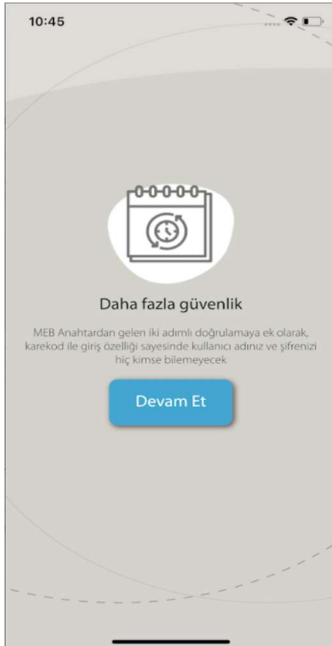 10:45
Daha fazla güvenlik
MEB Anahtardan gelen iki adımlı doğrulamaya ek olarak,
karekod ile giriş özelliği sayesinde kullanıcı adınız ve şifrenizi
hiç kimse bilemeyecek
Devam Et